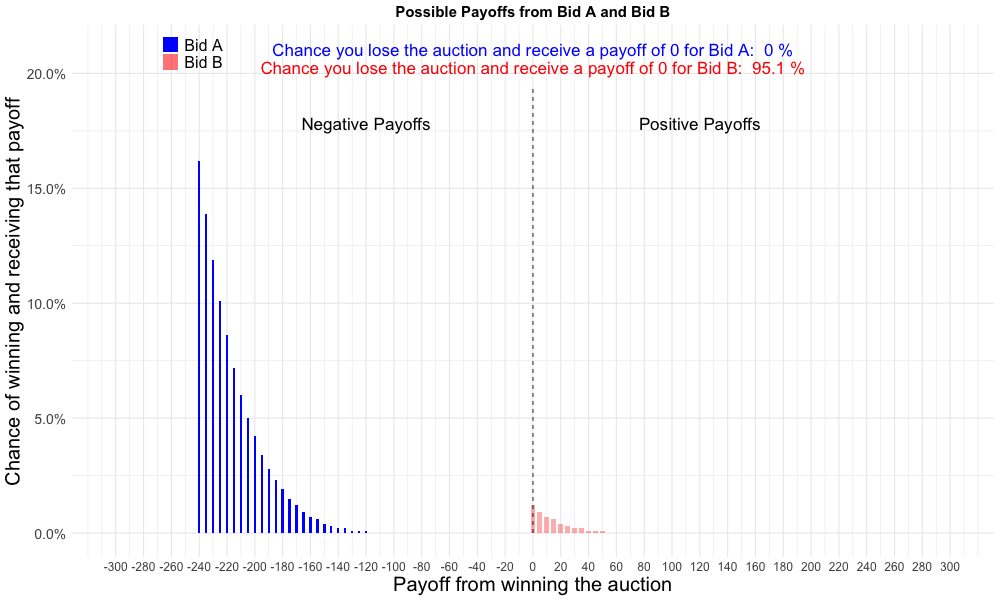 Possible Payoffs from Bid A and Bid B
Bid A
Bid B
Chance you lose the auction and receive a payoff of 0 for Bid A:  0 %
Chance you lose the auction and receive a payoff of 0 for Bid B:  95.1 %
Negative Payoffs
Positive Payoffs
Chance of winning and receiving that payoff
20.0%
15.0%
10.0%
5.0%
0.0%
-300 -280 -260 -240 -220 -200 -180 -160 -140 -120 -100 -80 -60 -40 -20 0 20 40 60 80 100 120 140 160 180 200 220 240 260 280 300
Payoff from winning the auction